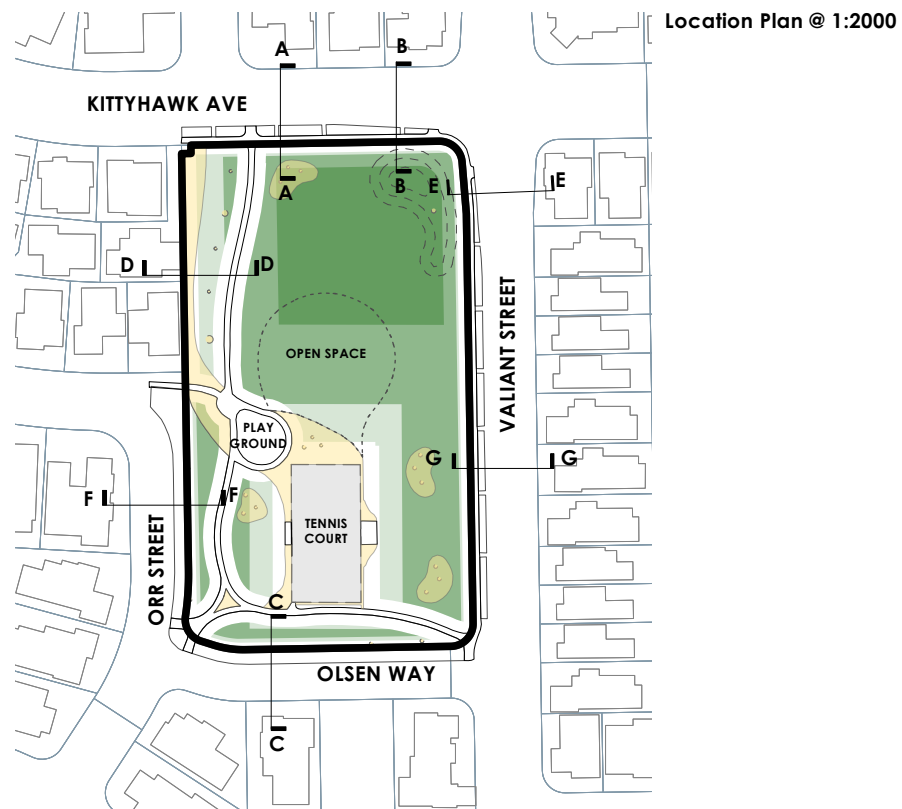 Location Plan @ 1:2000
A
B
KITTYHAWK AVE
A
B
E
E
D
D
VALIANT STREET
OPEN SPACE
PLAY
GROUND
G
G
F
F
TENNIS
COURT
ORR STREET
C
OLSEN WAY
C